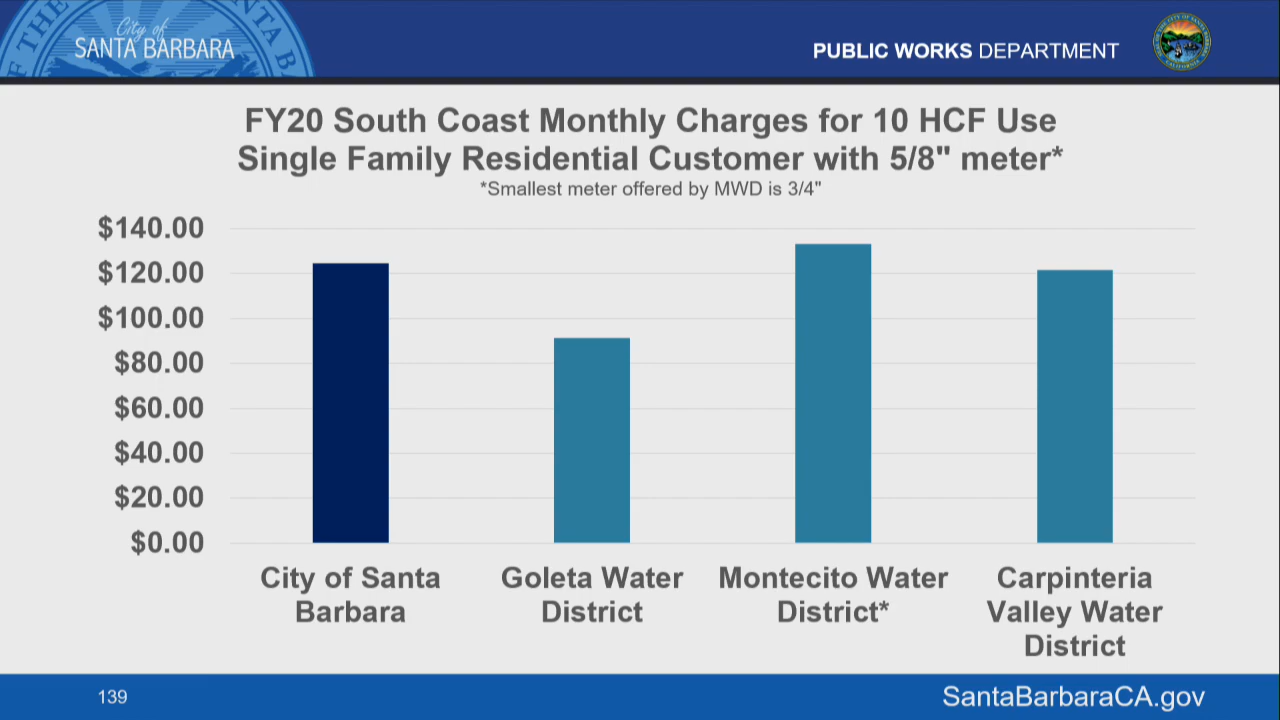 City of
SANTA BARBARA
PUBLIC WORKS DEPARTMENT
FY20 South Coast Monthly Charges for 10 HCF Use
Single Family Residential Customer with 5/8" meter*
*Smallest meter offered by MWD is 3/4"
$140.00
$120.00
$100.00
$80.00
$60.00
$40.00
$20.00
$0.00
City of Santa
Barbara
Goleta Water
District
Montecito Water
District*
Carpinteria
Valley Water
District
139
SantaBarbaraCA.gov